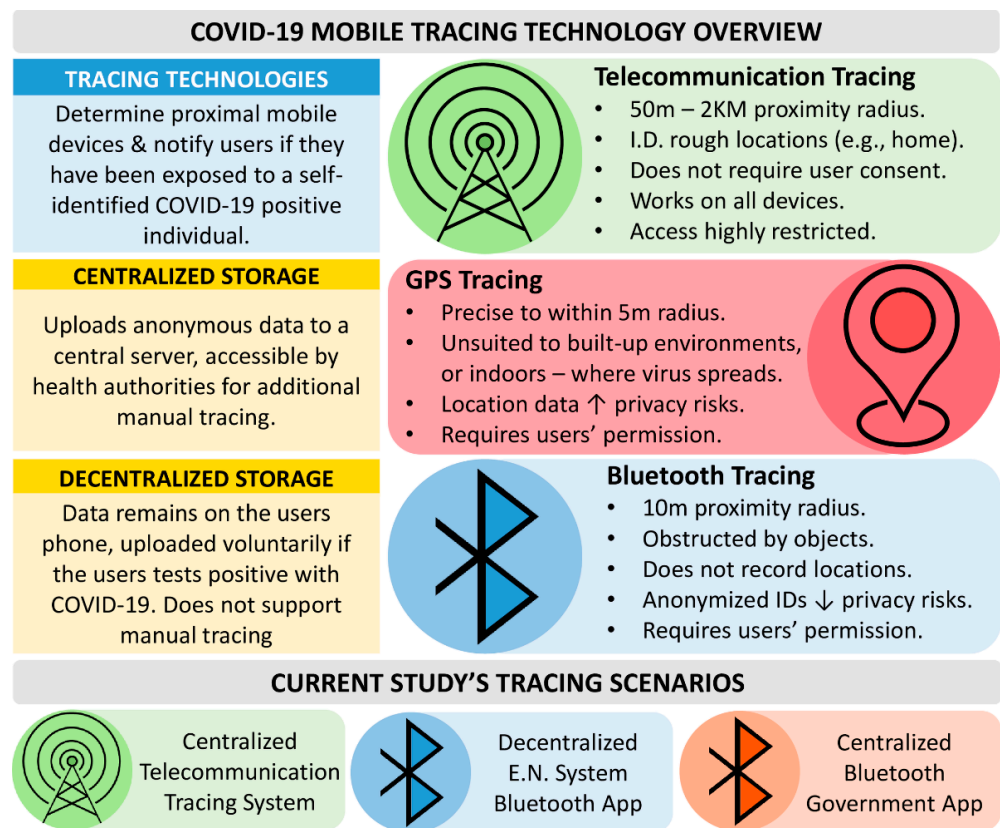 COVID-19 MOBILE TRACING TECHNOLOGY OVERVIEW
TRACING TECHNOLOGIES
Determine proximal mobile
devices & notify users if they
have been exposed to a self-
identified COVID-19 positive
individual.
Telecommunication Tracing
• 50m – 2KM proximity radius.
• I.D. rough locations (e.g., home).
• Does not require user consent.
• Works on all devices.
• Access highly restricted.
CENTRALIZED STORAGE
Uploads anonymous data to a
central server, accessible by
health authorities for additional
manual tracing.
GPS Tracing
• Precise to within 5m radius.
• Unsuited to built-up environments,
or indoors – where virus spreads.
• Location data ↑ privacy risks.
• Requires users’ permission.
DECENTRALIZED STORAGE
Data remains on the users
phone, uploaded voluntarily if
the users tests positive with
COVID-19. Does not support
manual tracing
Bluetooth Tracing
• 10m proximity radius.
• Obstructed by objects.
• Does not record locations.
• Anonymized IDs ↓ privacy risks.
• Requires users’ permission.
CURRENT STUDY’S TRACING SCENARIOS
Centralized
Telecommunication
Tracing System
Decentralized
E.N. System
Bluetooth App
Centralized
Bluetooth
Government App